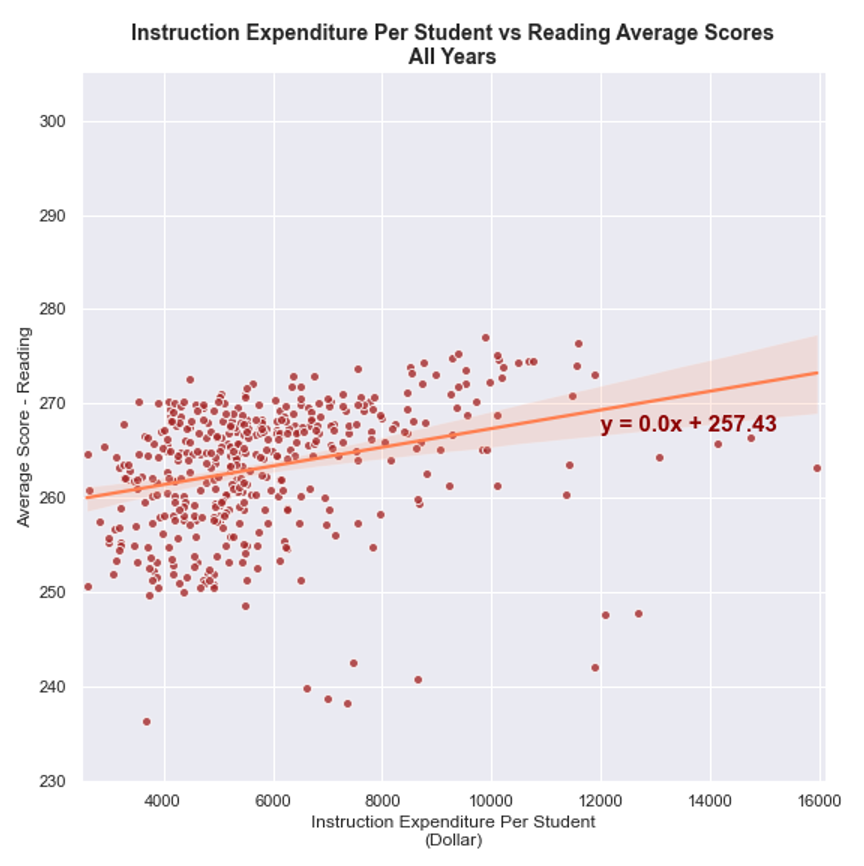 Instruction Expenditure Per Student vs Reading Average Scores
All Years
300
290
280
270
260
250
240
230
Average Score - Reading
y = 0.0x + 257.43
4000 6000 8000 10000 12000 14000 16000
Instruction Expenditure Per Student
(Dollar)